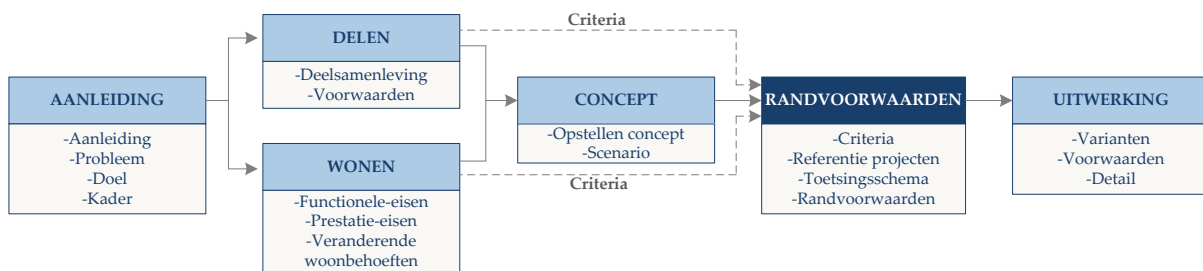 Criteria
DELEN
-Deelsamenleving
-Voorwaarden
AANLEIDING
-Aanleiding
-Probleem
-Doel
-Kader
WONEN
-Functionele-eisen
-Prestatie-eisen
-Veranderende
woonbehoeften
CONCEPT
-Opstellen concept
-Scenario
Criteria
RANDVOORWAARDEN
-Criteria
-Referentie projecten
-Toetsingsschema
-Randvoorwaarden
UITWERKING
-Varianten
-Voorwaarden
-Detail